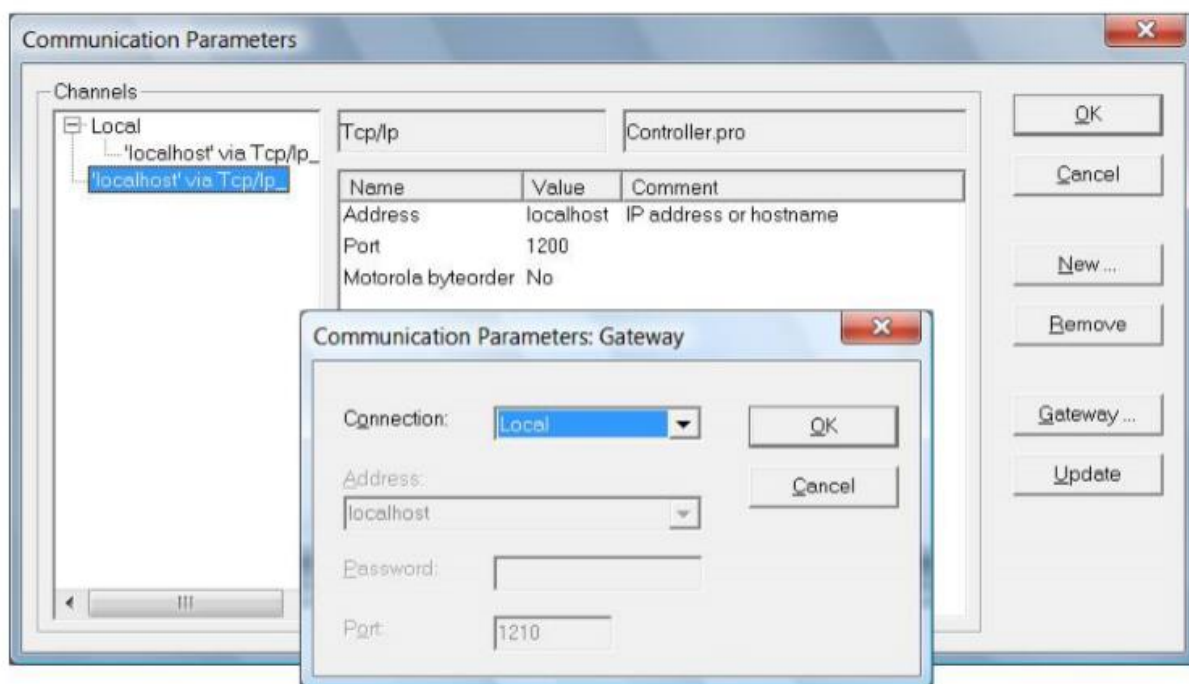 Communication Parameters
Channels
Local
'localhost' via Tcp/Ip_
'localhost' via Tcp/Ip_
Tcp/Ip
Controller.pro
Name Value Comment
Address localhost IP address or hostname
Port 1200
Motorola byteorder No
OK
Cancel
New ...
Remove
Gateway ...
Update
Communication Parameters: Gateway
Connection: Local
OK
Address:
localhost
Cancel
Password:
Port: 1210